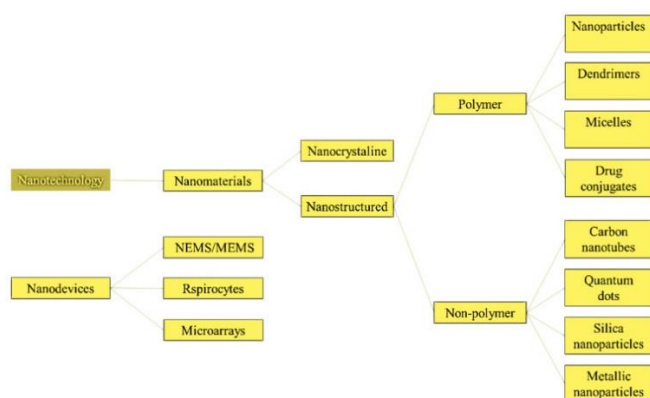 Nanotechnology
Nanomaterials
Nanocrystaline
Nanostructured
Polymer
Nanoparticles
Dendrimers
Micelles
Drug
conjugates
Non-polymer
Carbon
nanotubes
Quantum
dots
Silica
nanoparticles
Metallic
nanoparticles
Nanodevices
NEMS/MEMS
Rspirocytes
Microarrays